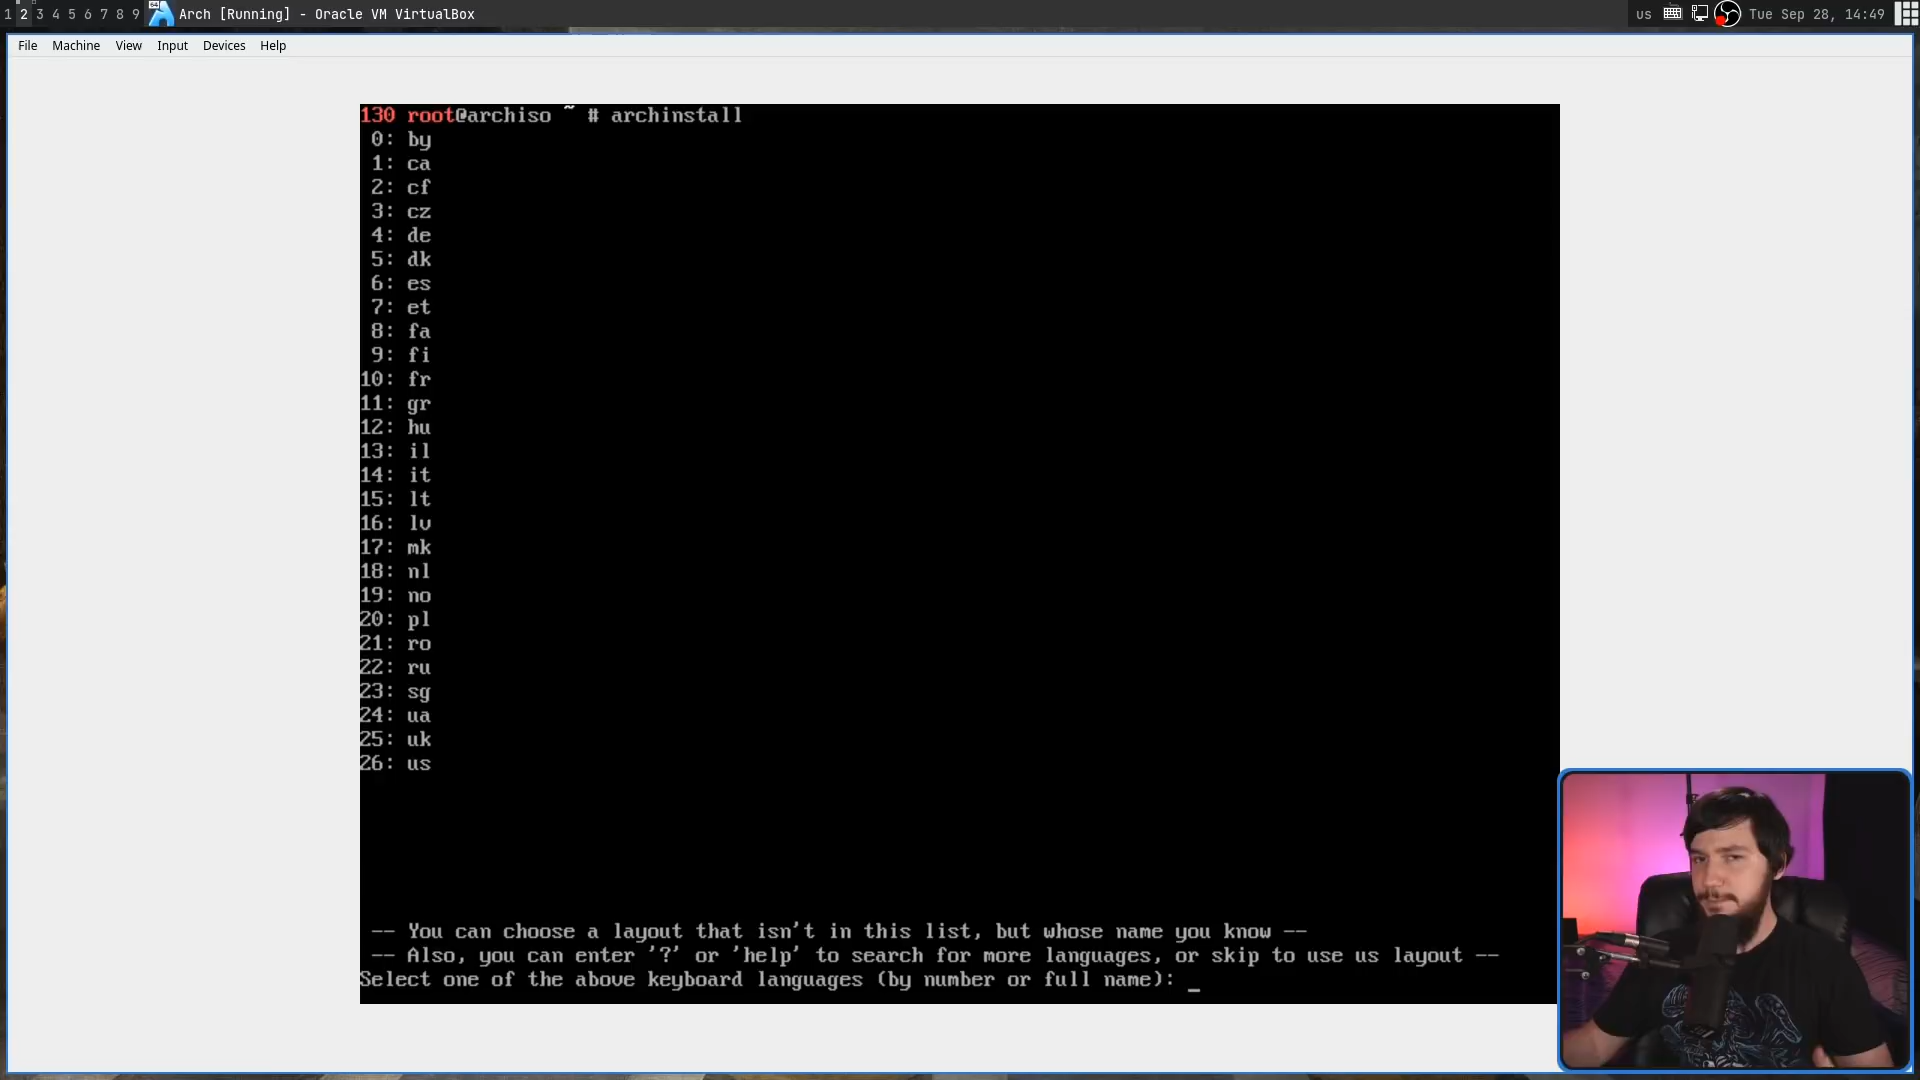 1 2 3 4 5 6 7 8 9 Arch [Running] - Oracle VM VirtualBox us Tue Sep 28, 14:49
File Machine View Input Devices Help
130 root@archiso ~ # archinstall
0: by
1: ca
2: cf
3: cz
4: de
5: dk
6: es
7: et
8: fa
9: fi
10: fr
11: gr
12: hu
13: il
14: it
15: lt
16: lv
17: mk
18: nl
19: no
20: pl
21: ro
22: ru
23: sg
24: ua
25: uk
26: us
-- You can choose a layout that isn't in this list, but whose name you know --
-- Also, you can enter '?' or 'help' to search for more languages, or skip to use us layout --
Select one of the above keyboard languages (by number or full name): _